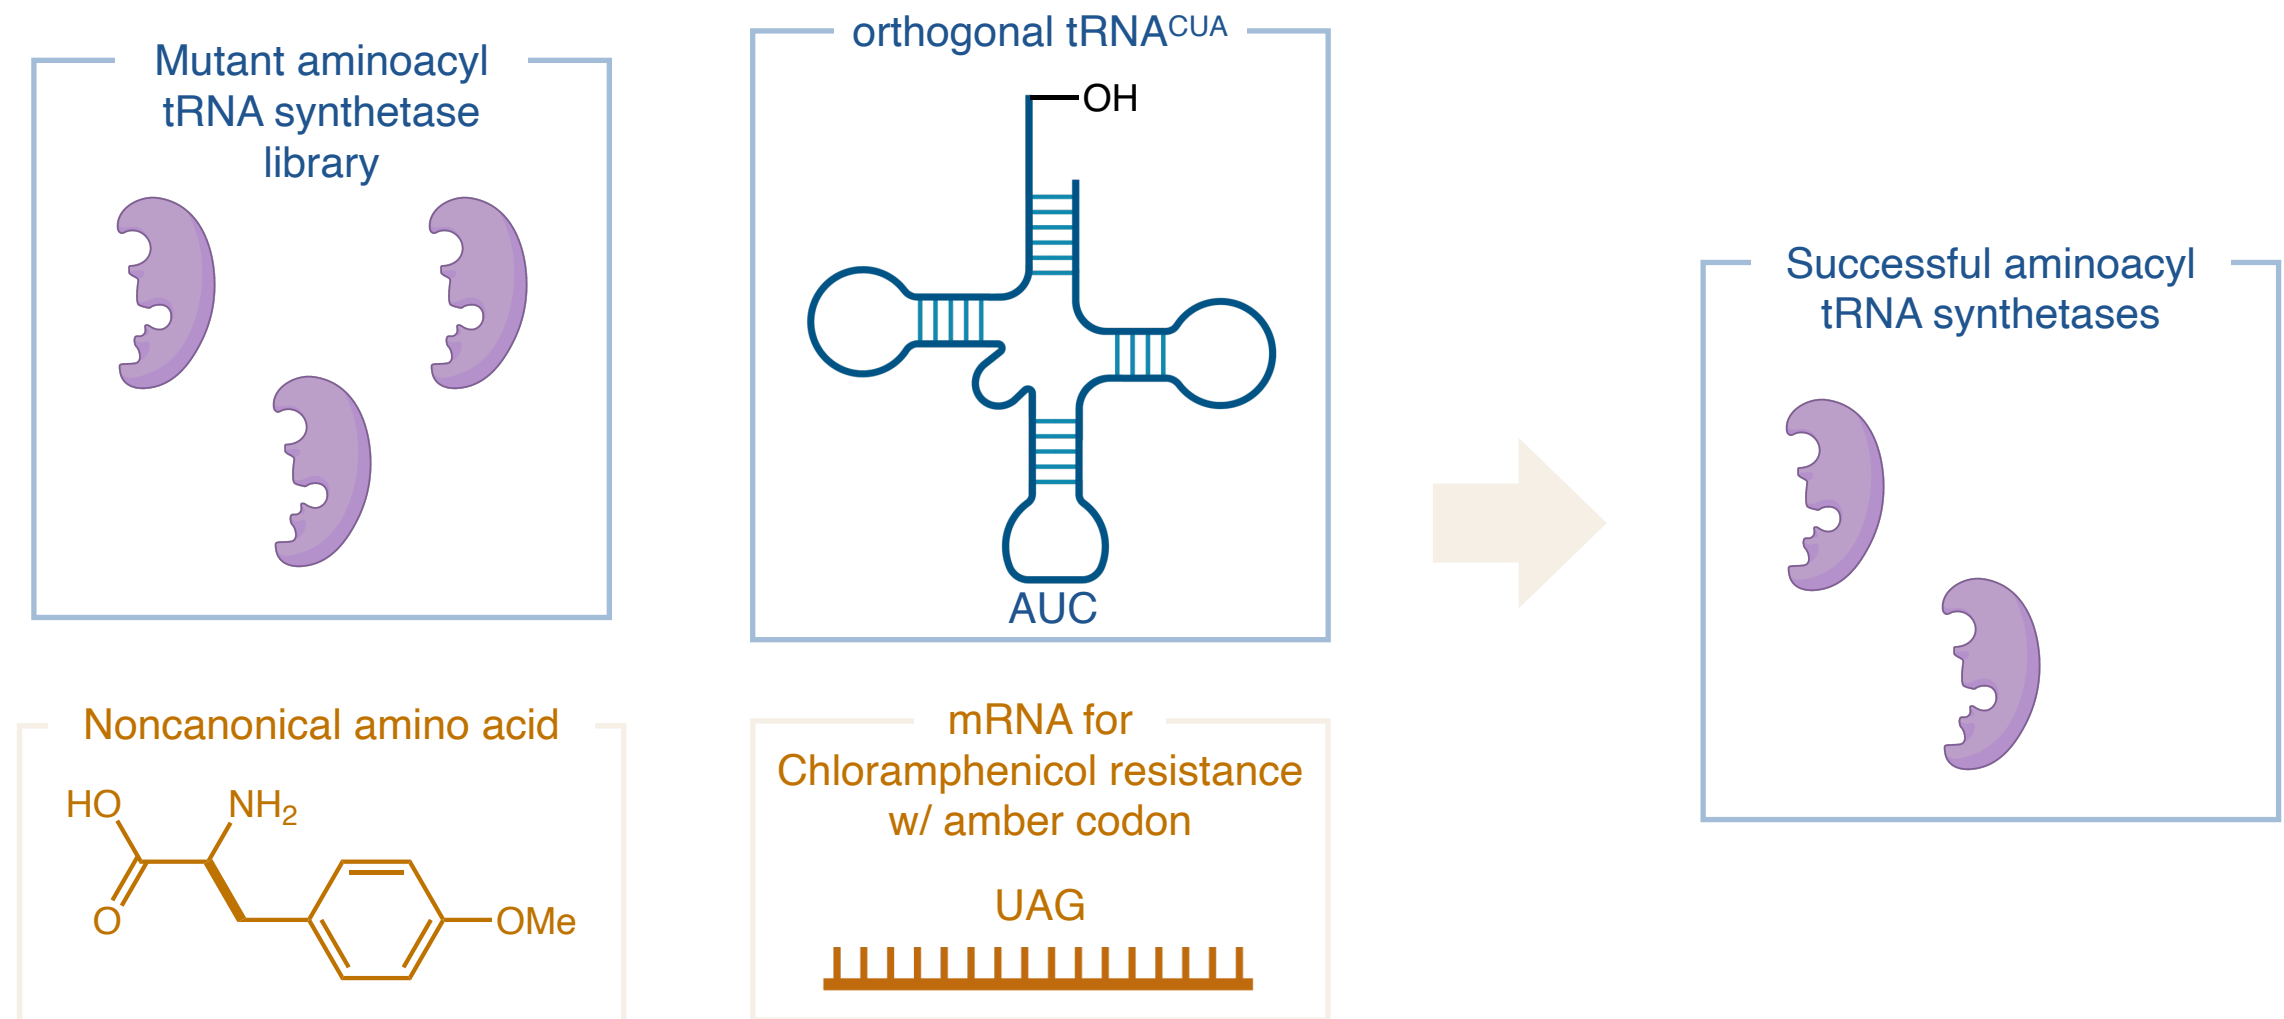 Mutant aminoacyl
tRNA synthetase
library
orthogonal tRNACUA
OH
AUC
Successful aminoacyl
tRNA synthetases
Noncanonical amino acid
HO
NH2
O
OMe
mRNA for
Chloramphenicol resistance
w/ amber codon
UAG